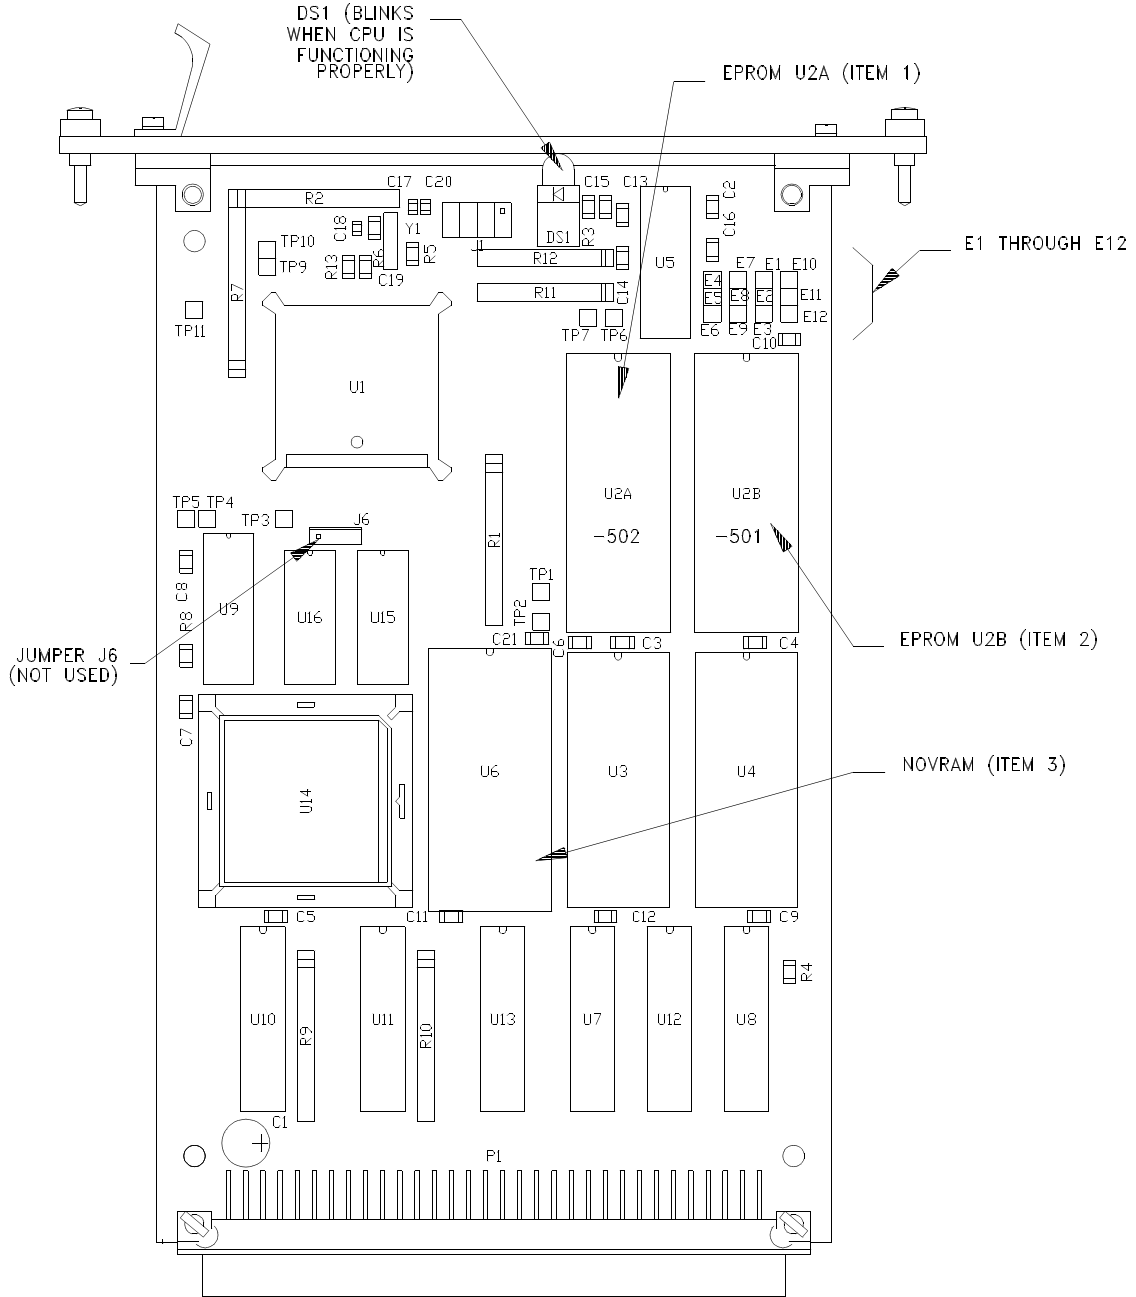 DS1 (BLINKS
WHEN CPU IS
FUNCTIONING
PROPERLY)
EPROM U2A (ITEM 1)
E1 THROUGH E12
C17 C20
C15 C13
C2
R2
C18
Y1
J1
DS1
R3
C16
TP10
TP9
R13
R6
R5
C19
R12
U5
R7
R11
C14
E7 E1 E10
E4
E5 E8 E2 E11
E12
E6 E9 E3
TP11
TP7 TP6
C10
U1
U2A
-502
U2B
-501
TP5 TP4
TP3
J6
R1
C8
U9
U16
U15
R8
TP1
TP2
C21
C6
C3
C4
EPROM U2B (ITEM 2)
JUMPER J6
(NOT USED)
C7
U14
U6
U3
U4
NOVRAM (ITEM 3)
C5
C11
C12
C9
R4
U10
R9
U11
R10
U13
U7
U12
U8
C1
P1